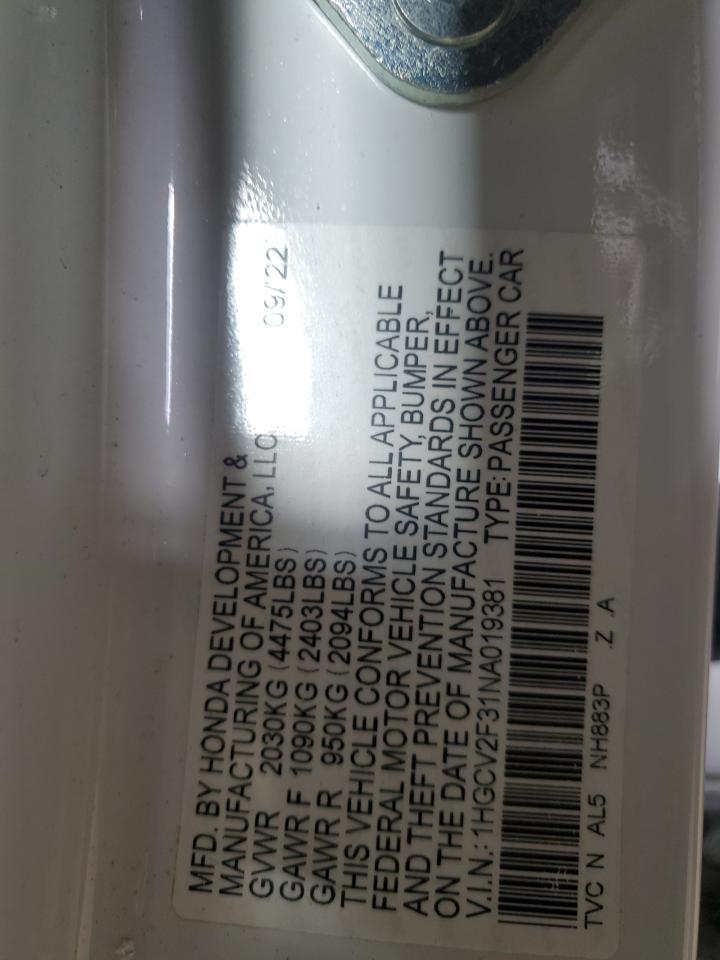 MFD. BY HONDA DEVELOPMENT &
MANUFACTURING OF AMERICA, LLC 09/22
GVWR 2030KG (4475LBS)
GAWR F 1090KG (2403LBS)
GAWR R 950KG (2094LBS)
THIS VEHICLE CONFORMS TO ALL APPLICABLE
FEDERAL MOTOR VEHICLE SAFETY, BUMPER,
AND THEFT PREVENTION STANDARDS IN EFFECT
ON THE DATE OF MANUFACTURE SHOWN ABOVE.
V.I.N.:1HGCV2F31NA019381 TYPE:PASSENGER CAR
TVC N AL5 NH883P .Z .A